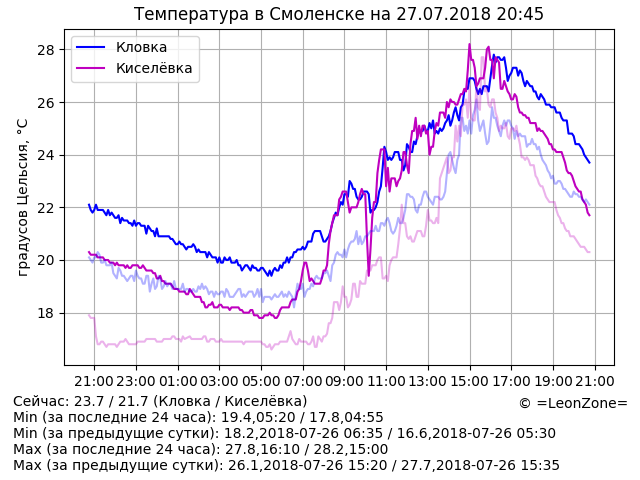 Температура в Смоленске на 27.07.2018 20:45
Кловка
Киселёвка
градусов Цельсия, °C
28
26
24
22
20
18
21:00 23:00 01:00 03:00 05:00 07:00 09:00 11:00 13:00 15:00 17:00 19:00 21:00
Сейчас: 23.7 / 21.7 (Кловка / Киселёвка)
© =LeonZone=
Min (за последние 24 часа): 19.4,05:20 / 17.8,04:55
Min (за предыдущие сутки): 18.2,2018-07-26 06:35 / 16.6,2018-07-26 05:30
Max (за последние 24 часа): 27.8,16:10 / 28.2,15:00
Max (за предыдущие сутки): 26.1,2018-07-26 15:20 / 27.7,2018-07-26 15:35